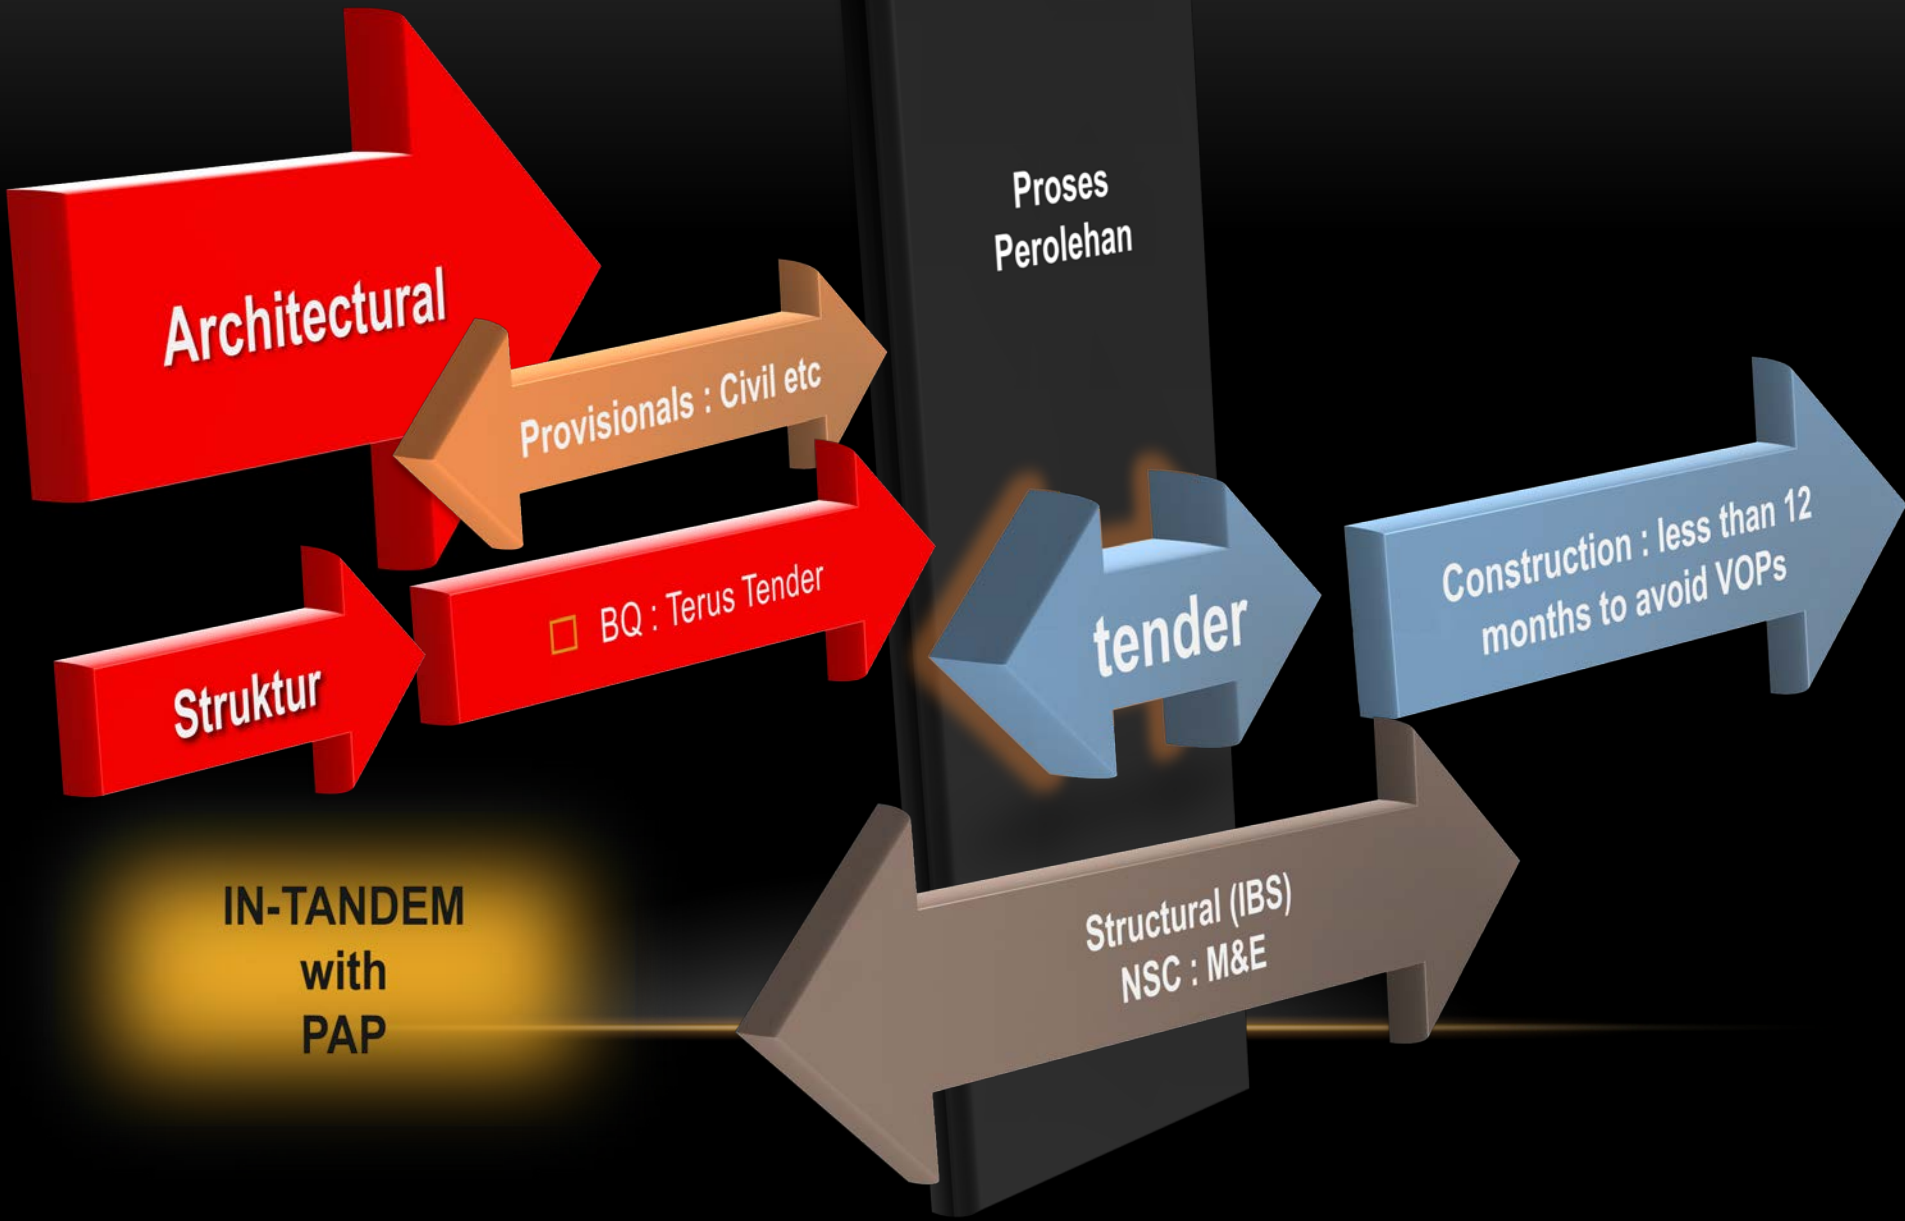 Proses
Perolehan
Architectural
Provisionals : Civil etc
BQ : Terus Tender
Struktur
tender
Construction : less than 12
months to avoid VOPs
Structural (IBS)
NSC : M&E
IN-TANDEM
with
PAP